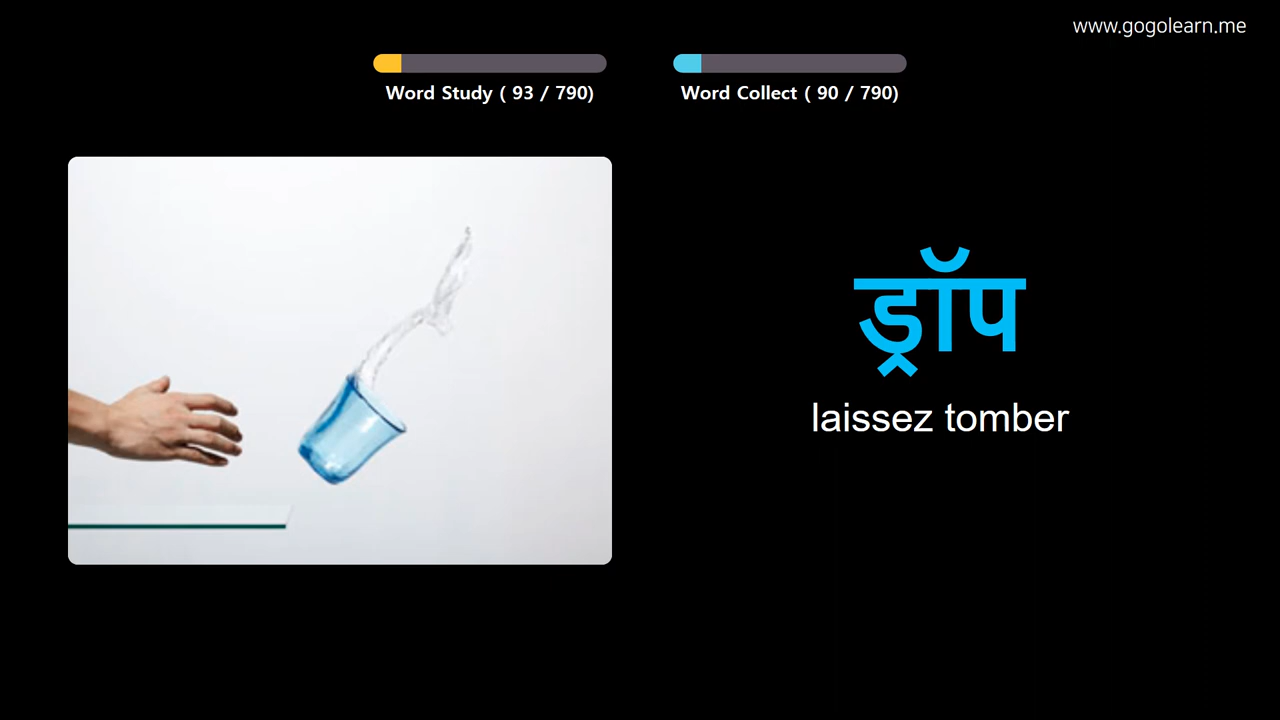 www.gogolearn.me
Word Study ( 93 / 790)
Word Collect ( 90 / 790)
ड्रॉप
laissez tomber